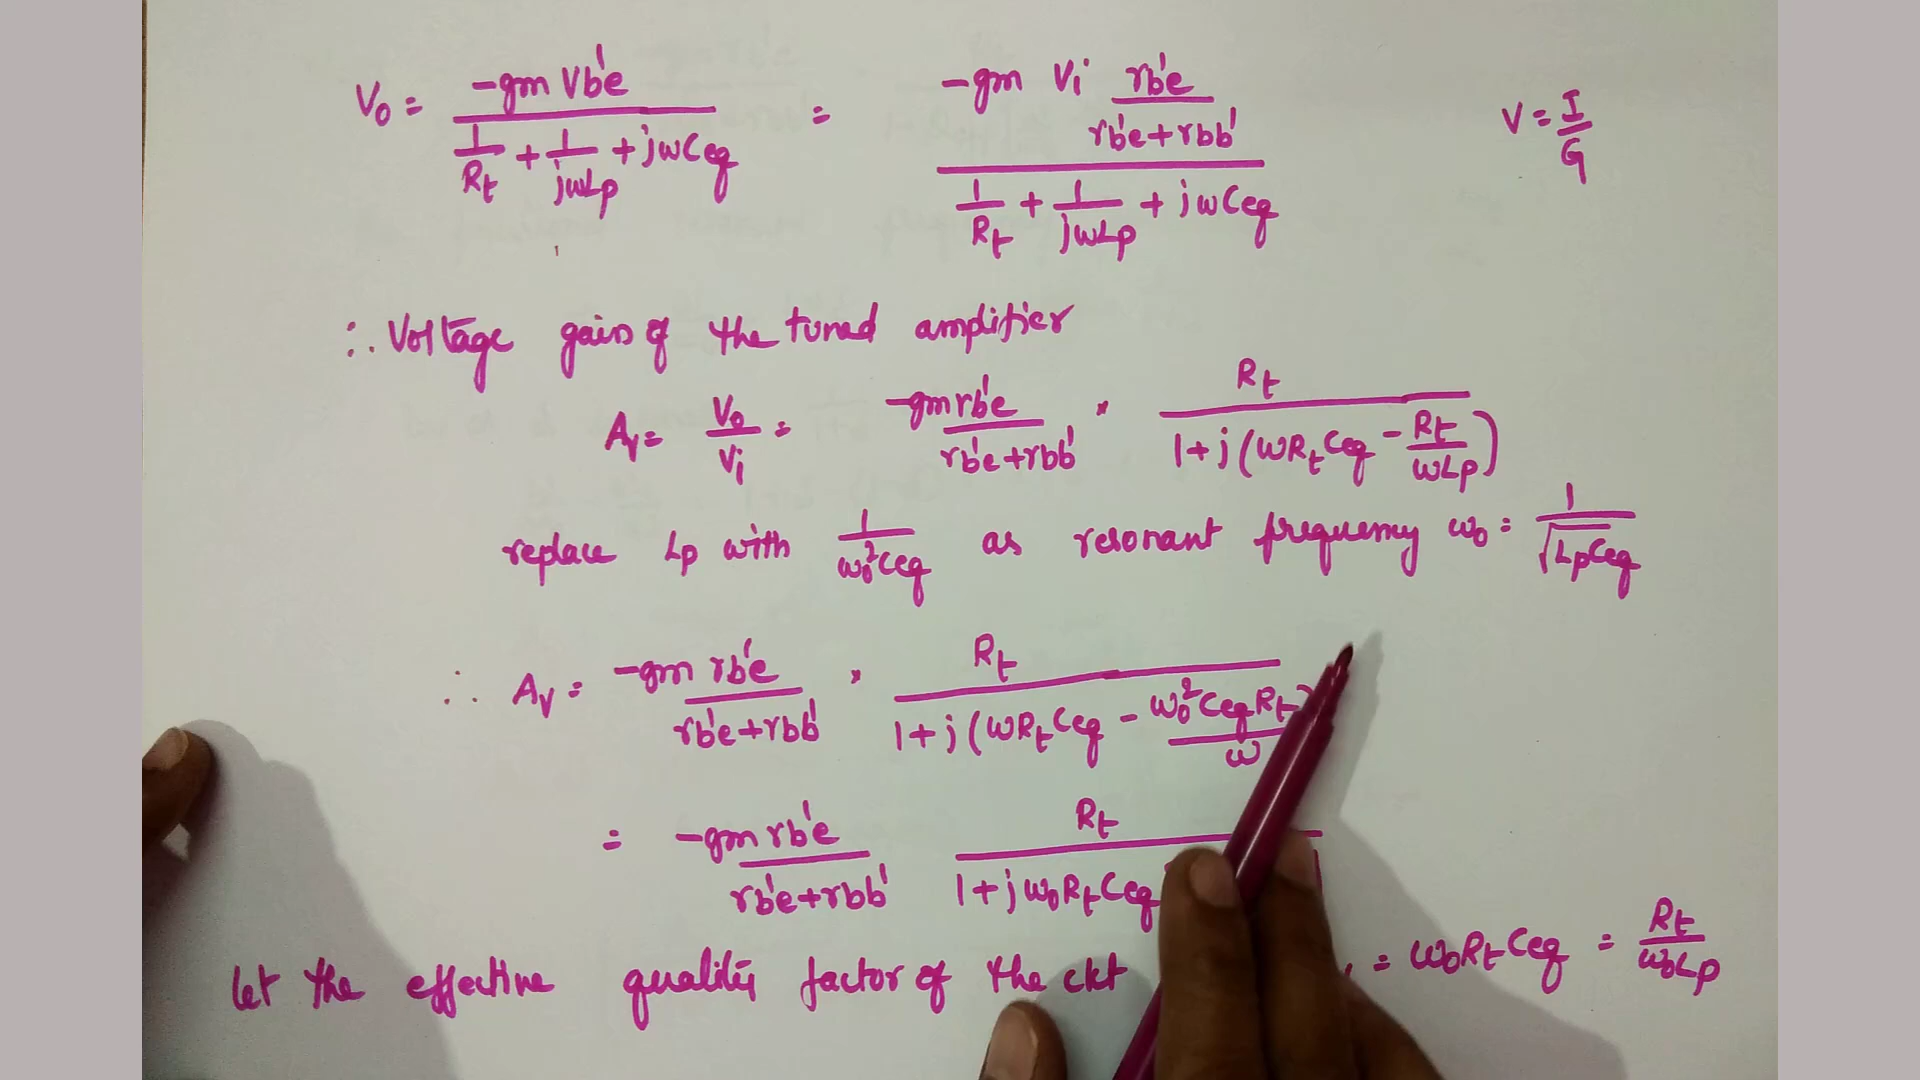 V₀ = -gm Vb'e / (1/Rt + 1/jωLp + jωCeq) = -gm Vi rb'e/(rb'e+rbb') / (1/Rt + 1/jωLp + jωCeq) V = I/G
∴ Voltage gain of the tuned amplifier
Av = V₀/Vi = -gm rb'e/(rb'e+rbb') × Rt / (1+j(ωRtCeq - Rt/ωLp))
replace Lp with 1/ω₀²Ceq as resonant frequency ω₀ = 1/√LpCeq
∴ Av = -gm rb'e/(rb'e+rbb') × Rt / (1+j(ωRtCeq - ω₀²CeqRt/ω))
= -gm rb'e/(rb'e+rbb') Rt / (1+jω₀RtCeq
let the effective quality factor of the ckt = ω₀RtCeq = Rt/ω₀Lp